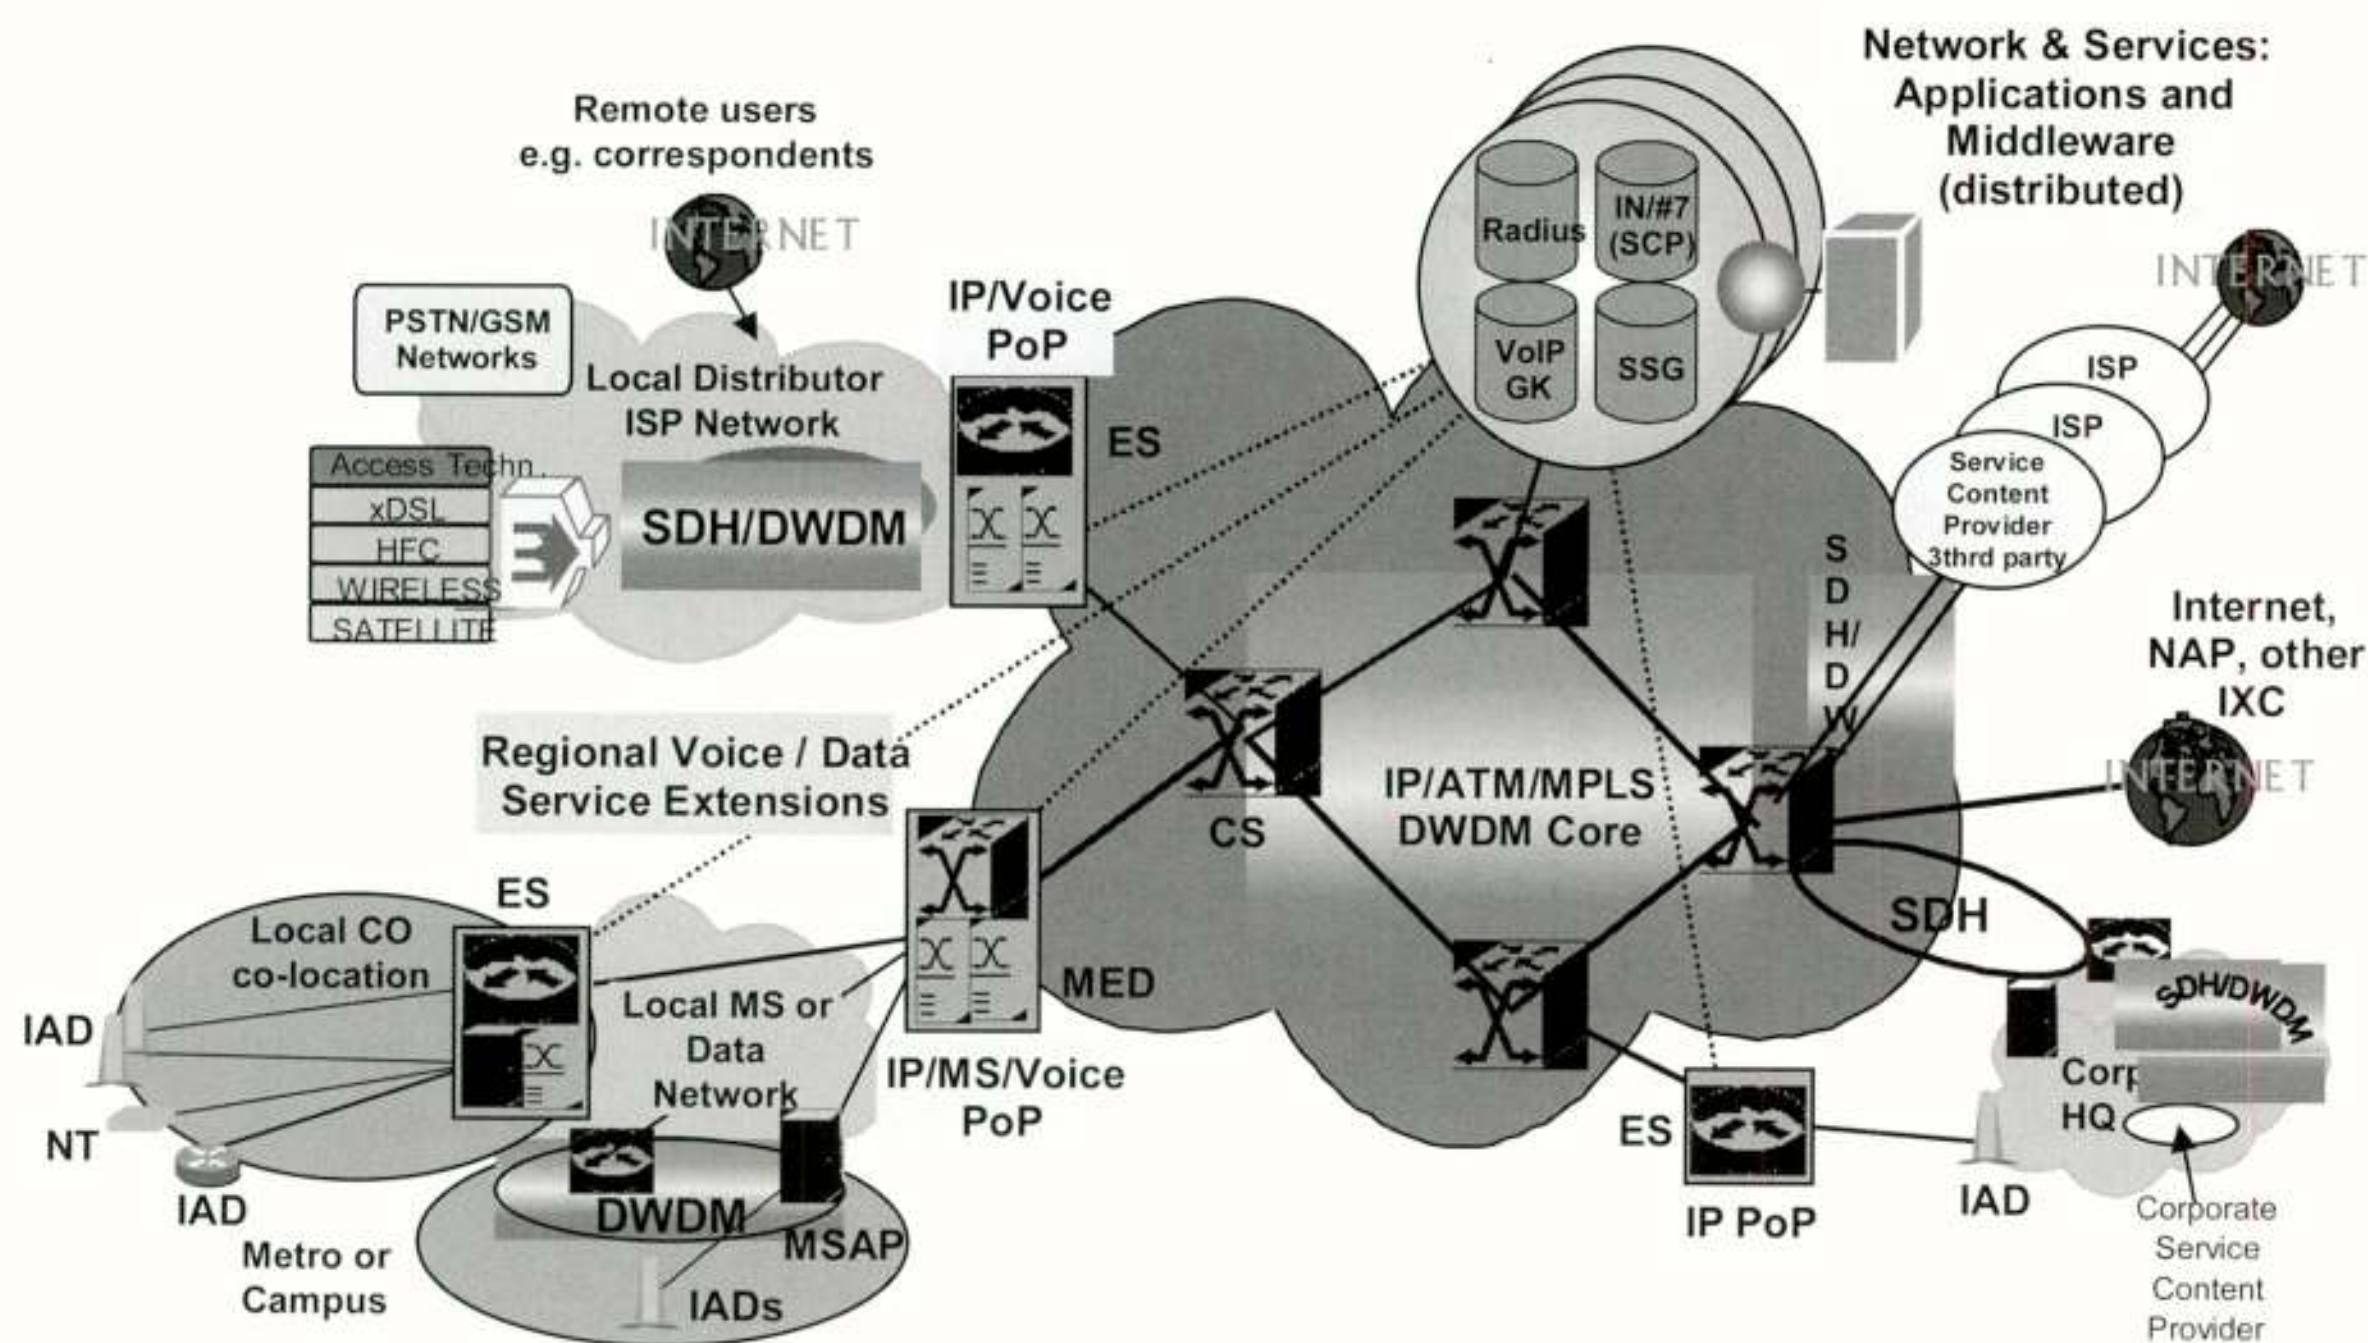 Network & Services:
Applications and
Middleware
(distributed)
Remote users
e.g. correspondents
INTERNET
PSTN/GSM
Networks
Local Distributor
ISP Network
IP/Voice
PoP
ES
Access Techn.
xDSL
HFC
WIRELESS
SATELLITE
SDH/DWDM
Radius
IN/#7
(SCP)
VoIP
GK
SSG
INTERNET
ISP
ISP
Service
Content
Provider
3thrd party
S
D
H/
D
W
Internet,
NAP, other
IXC
INTERNET
Regional Voice / Data
Service Extensions
CS
IP/ATM/MPLS
DWDM Core
SDH
SDH/DWDM
Corp
HQ
ES
Local CO
co-location
IAD
NT
IAD
Metro or
Campus
Local MS or
Data
Network
MED
IP/MS/Voice
PoP
DWDM
MSAP
IADs
ES
IP PoP
IAD
Corporate
Service
Content
Provider